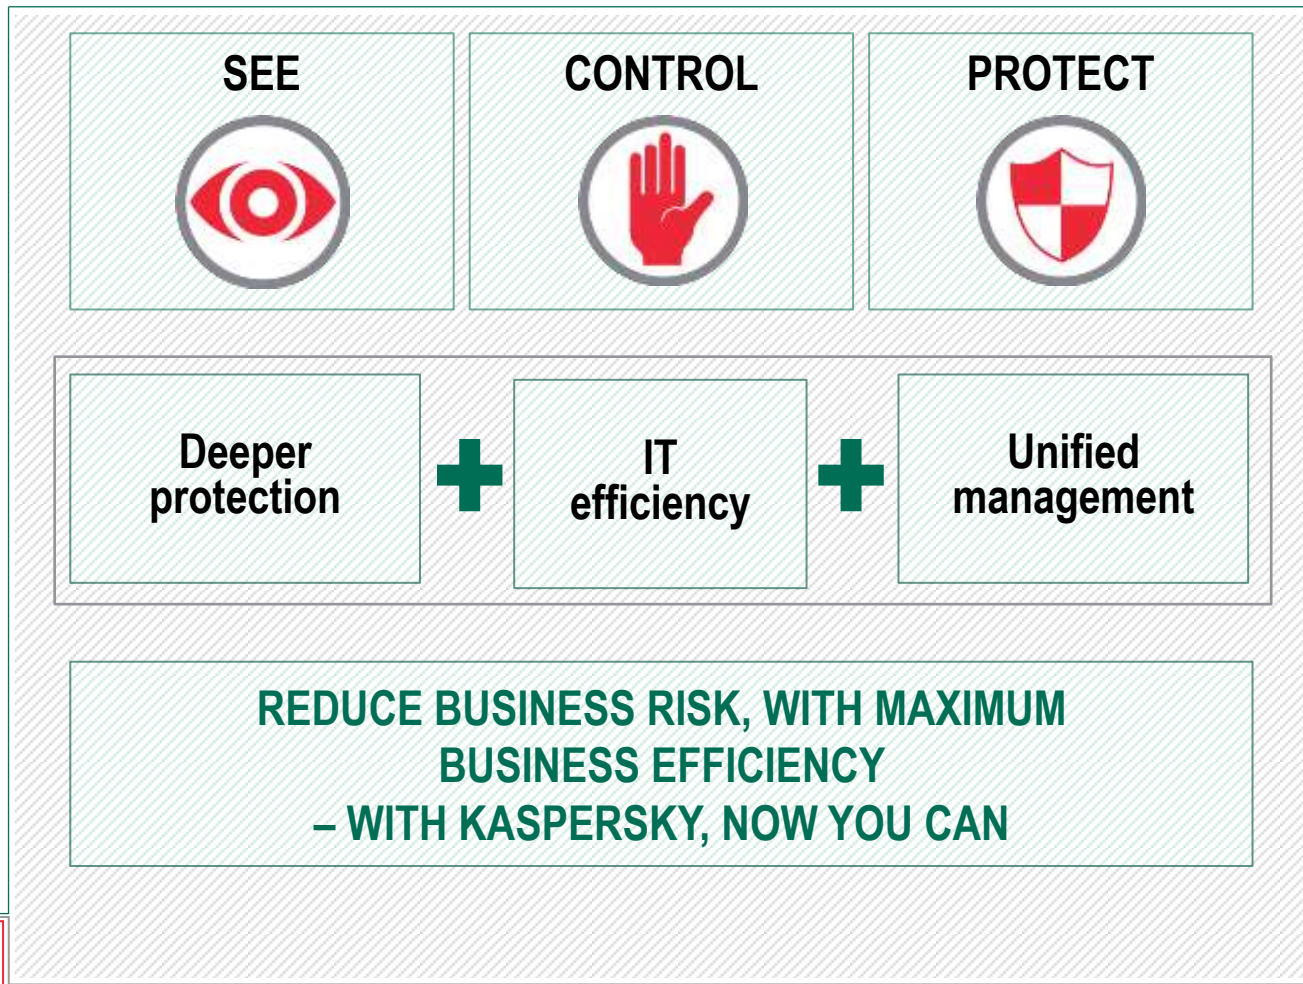 SEE
CONTROL
PROTECT
Deeper
protection
IT
efficiency
Unified
management
REDUCE BUSINESS RISK, WITH MAXIMUM
BUSINESS EFFICIENCY
– WITH KASPERSKY, NOW YOU CAN